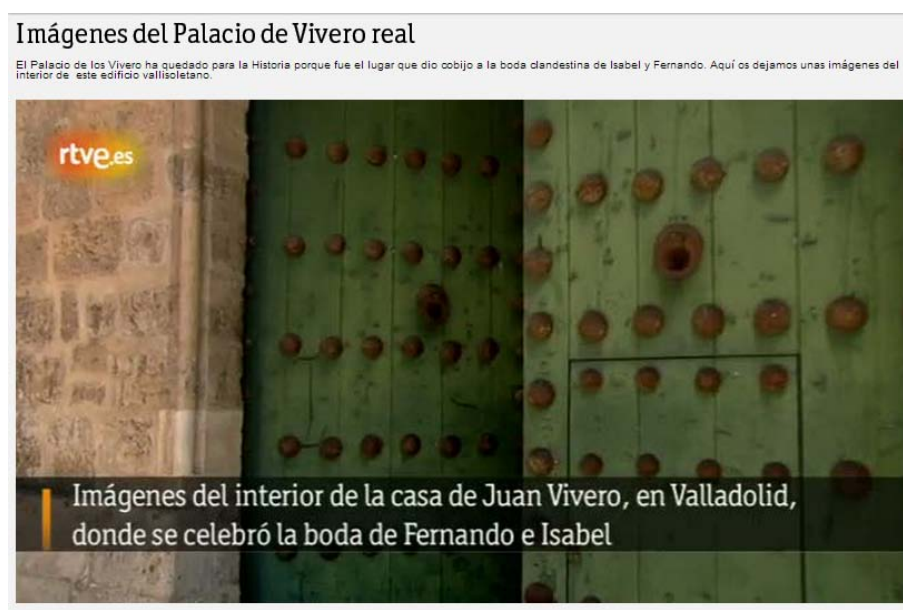 Imágenes del Palacio de Vivero real
El Palacio de los Vivero ha quedado para la Historia porque fue el lugar que dio cobijo a la boda clandestina de Isabel y Fernando. Aquí os dejamos unas imágenes del
interior de este edificio vallisoletano.
rtve.es
Imágenes del interior de la casa de Juan Vivero, en Valladolid,
donde se celebró la boda de Fernando e Isabel